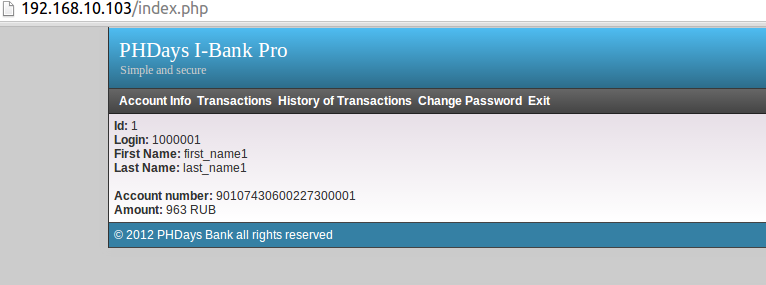 192.168.10.103/index.php
PHDays I-Bank Pro
Simple and secure
Account Info Transactions History of Transactions Change Password Exit
Id: 1
Login: 1000001
First Name: first_name1
Last Name: last_name1
Account number: 90107430600227300001
Amount: 963 RUB
© 2012 PHDays Bank all rights reserved